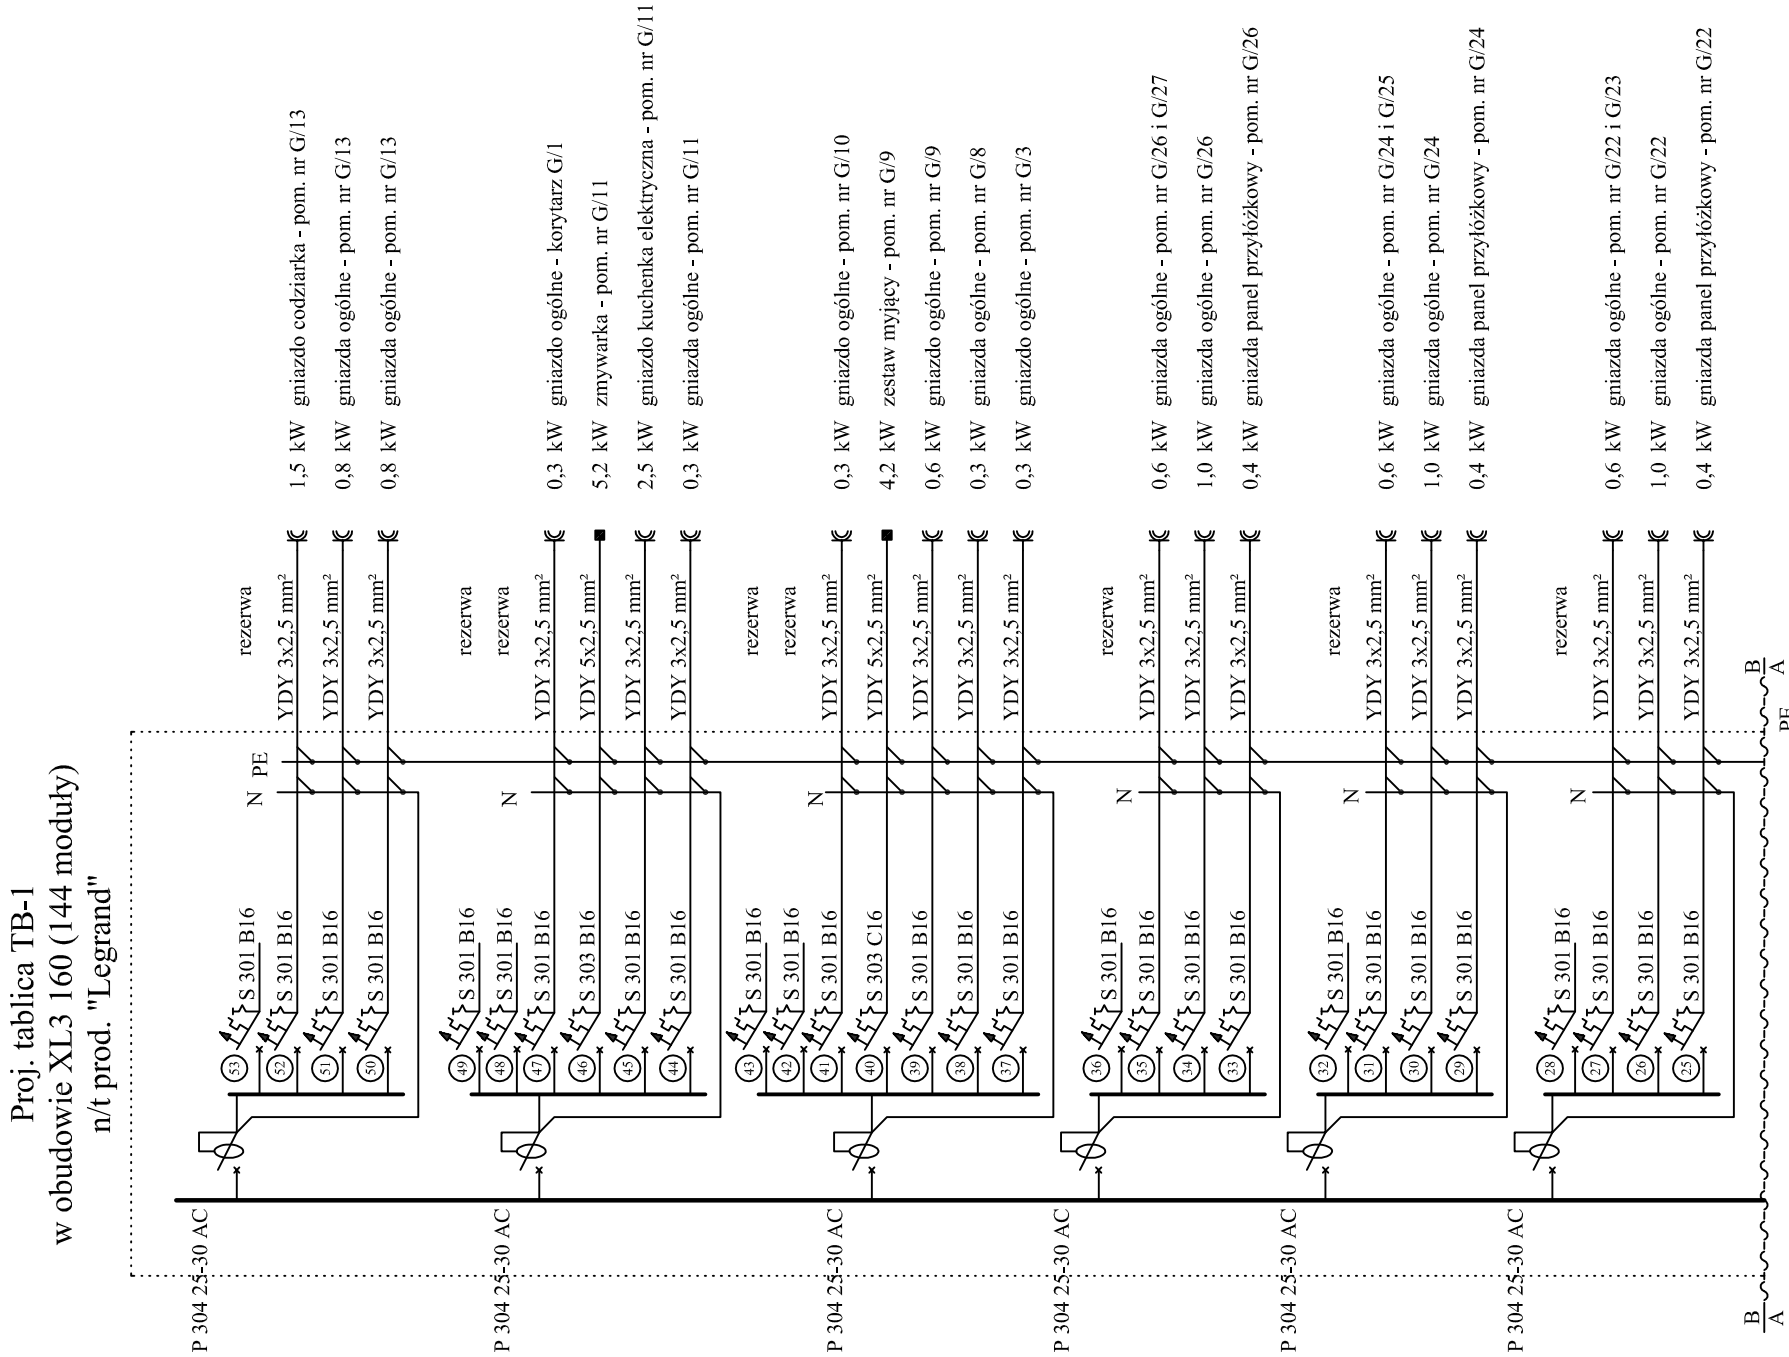 Proj. tablica TB-1
w obudowie XL3 160 (144 moduły)
n/t prod. "Legrand"
P 304 25-30 AC
53 S 301 B16 rezerwa
N PE
52 S 301 B16 YDY 3x2,5 mm² 1,5 kW gniazdo codziarka - pom. nr G/13
51 S 301 B16 YDY 3x2,5 mm² 0,8 kW gniazda ogólne - pom. nr G/13
50 S 301 B16 YDY 3x2,5 mm² 0,8 kW gniazda ogólne - pom. nr G/13
P 304 25-30 AC
49 S 301 B16 rezerwa
48 S 301 B16 rezerwa
N
47 S 301 B16 YDY 3x2,5 mm² 0,3 kW gniazdo ogólne - korytarz G/1
46 S 303 B16 YDY 5x2,5 mm² 5,2 kW zmywarka - pom. nr G/11
45 S 301 B16 YDY 3x2,5 mm² 2,5 kW gniazdo kuchenka elektryczna - pom. nr G/11
44 S 301 B16 YDY 3x2,5 mm² 0,3 kW gniazda ogólne - pom. nr G/11
P 304 25-30 AC
43 S 301 B16 rezerwa
42 S 301 B16 rezerwa
N
41 S 301 B16 YDY 3x2,5 mm² 0,3 kW gniazdo ogólne - pom. nr G/10
40 S 303 C16 YDY 5x2,5 mm² 4,2 kW zestaw myjący - pom. nr G/9
39 S 301 B16 YDY 3x2,5 mm² 0,6 kW gniazdo ogólne - pom. nr G/9
38 S 301 B16 YDY 3x2,5 mm² 0,3 kW gniazda ogólne - pom. nr G/8
37 S 301 B16 YDY 3x2,5 mm² 0,3 kW gniazdo ogólne - pom. nr G/3
P 304 25-30 AC
36 S 301 B16 rezerwa
N
35 S 301 B16 YDY 3x2,5 mm² 0,6 kW gniazda ogólne - pom. nr G/26 i G/27
34 S 301 B16 YDY 3x2,5 mm² 1,0 kW gniazda ogólne - pom. nr G/26
33 S 301 B16 YDY 3x2,5 mm² 0,4 kW gniazda panel przyłóżkowy - pom. nr G/26
P 304 25-30 AC
32 S 301 B16 rezerwa
N
31 S 301 B16 YDY 3x2,5 mm² 0,6 kW gniazda ogólne - pom. nr G/24 i G/25
30 S 301 B16 YDY 3x2,5 mm² 1,0 kW gniazda ogólne - pom. nr G/24
29 S 301 B16 YDY 3x2,5 mm² 0,4 kW gniazda panel przyłóżkowy - pom. nr G/24
P 304 25-30 AC
28 S 301 B16 rezerwa
N
27 S 301 B16 YDY 3x2,5 mm² 0,6 kW gniazda ogólne - pom. nr G/22 i G/23
26 S 301 B16 YDY 3x2,5 mm² 1,0 kW gniazda ogólne - pom. nr G/22
25 S 301 B16 YDY 3x2,5 mm² 0,4 kW gniazda panel przyłóżkowy - pom. nr G/22
B B
A A
PE